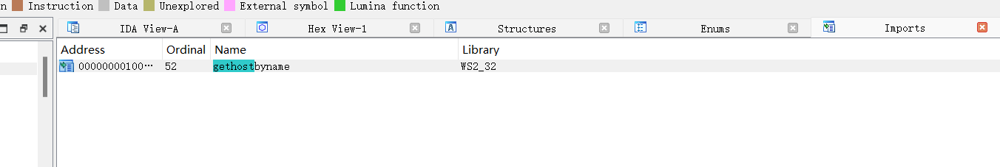 n Instruction Data Unexplored External symbol Lumina function
IDA View-A Hex View-1 Structures Enums Imports
Address Ordinal Name Library
00000000100… 52 gethostbyname WS2_32